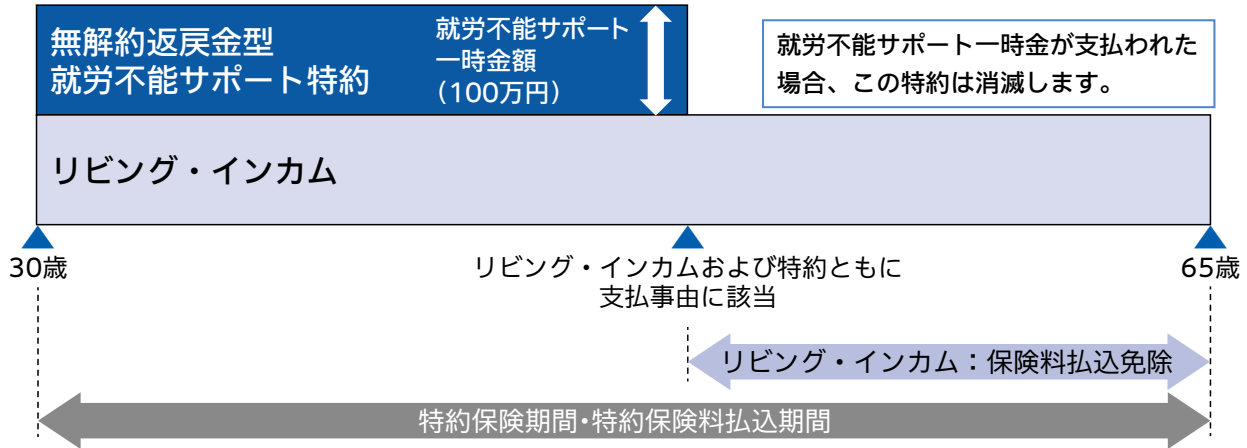 無解約返戻金型
就労不能サポート特約
就労不能サポート
一時金額
（100万円）
就労不能サポート一時金が支払われた
場合、この特約は消滅します。
リビング・インカム
30歳
リビング・インカムおよび特約ともに
支払事由に該当
65歳
リビング・インカム：保険料払込免除
特約保険期間・特約保険料払込期間